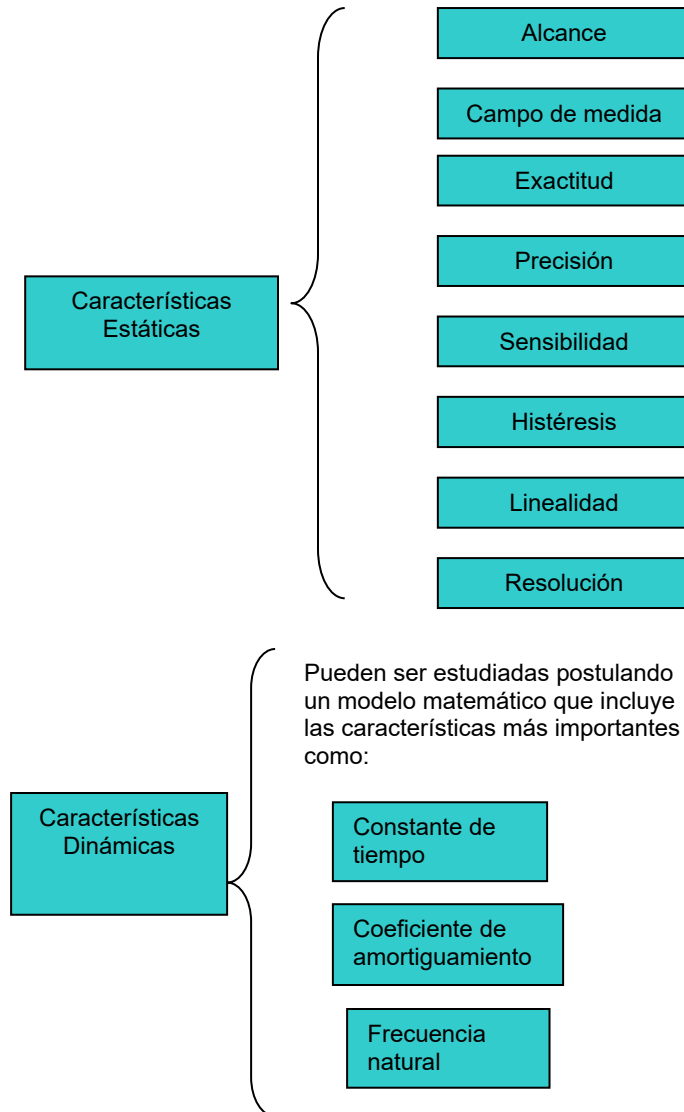 Alcance
Campo de medida
Exactitud
Precisión
Características
Estáticas
Sensibilidad
Histéresis
Linealidad
Resolución
Pueden ser estudiadas postulando
un modelo matemático que incluye
las características más importantes
como:
Características
Dinámicas
Constante de
tiempo
Coeficiente de
amortiguamiento
Frecuencia
natural